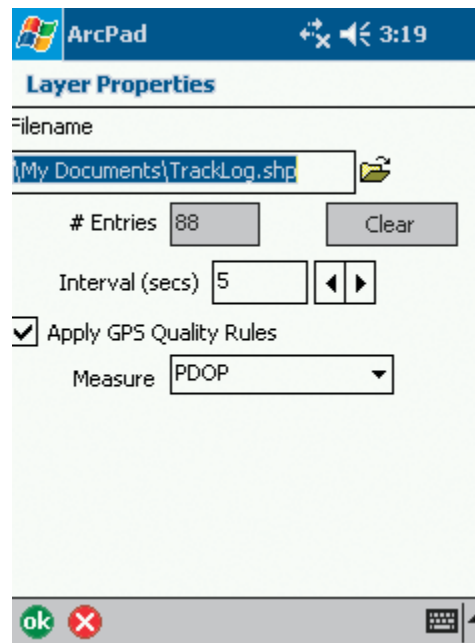 ArcPad 3:19
Layer Properties
Filename
\My Documents\TrackLog.shp
# Entries 88 Clear
Interval (secs) 5
Apply GPS Quality Rules
Measure PDOP
ok